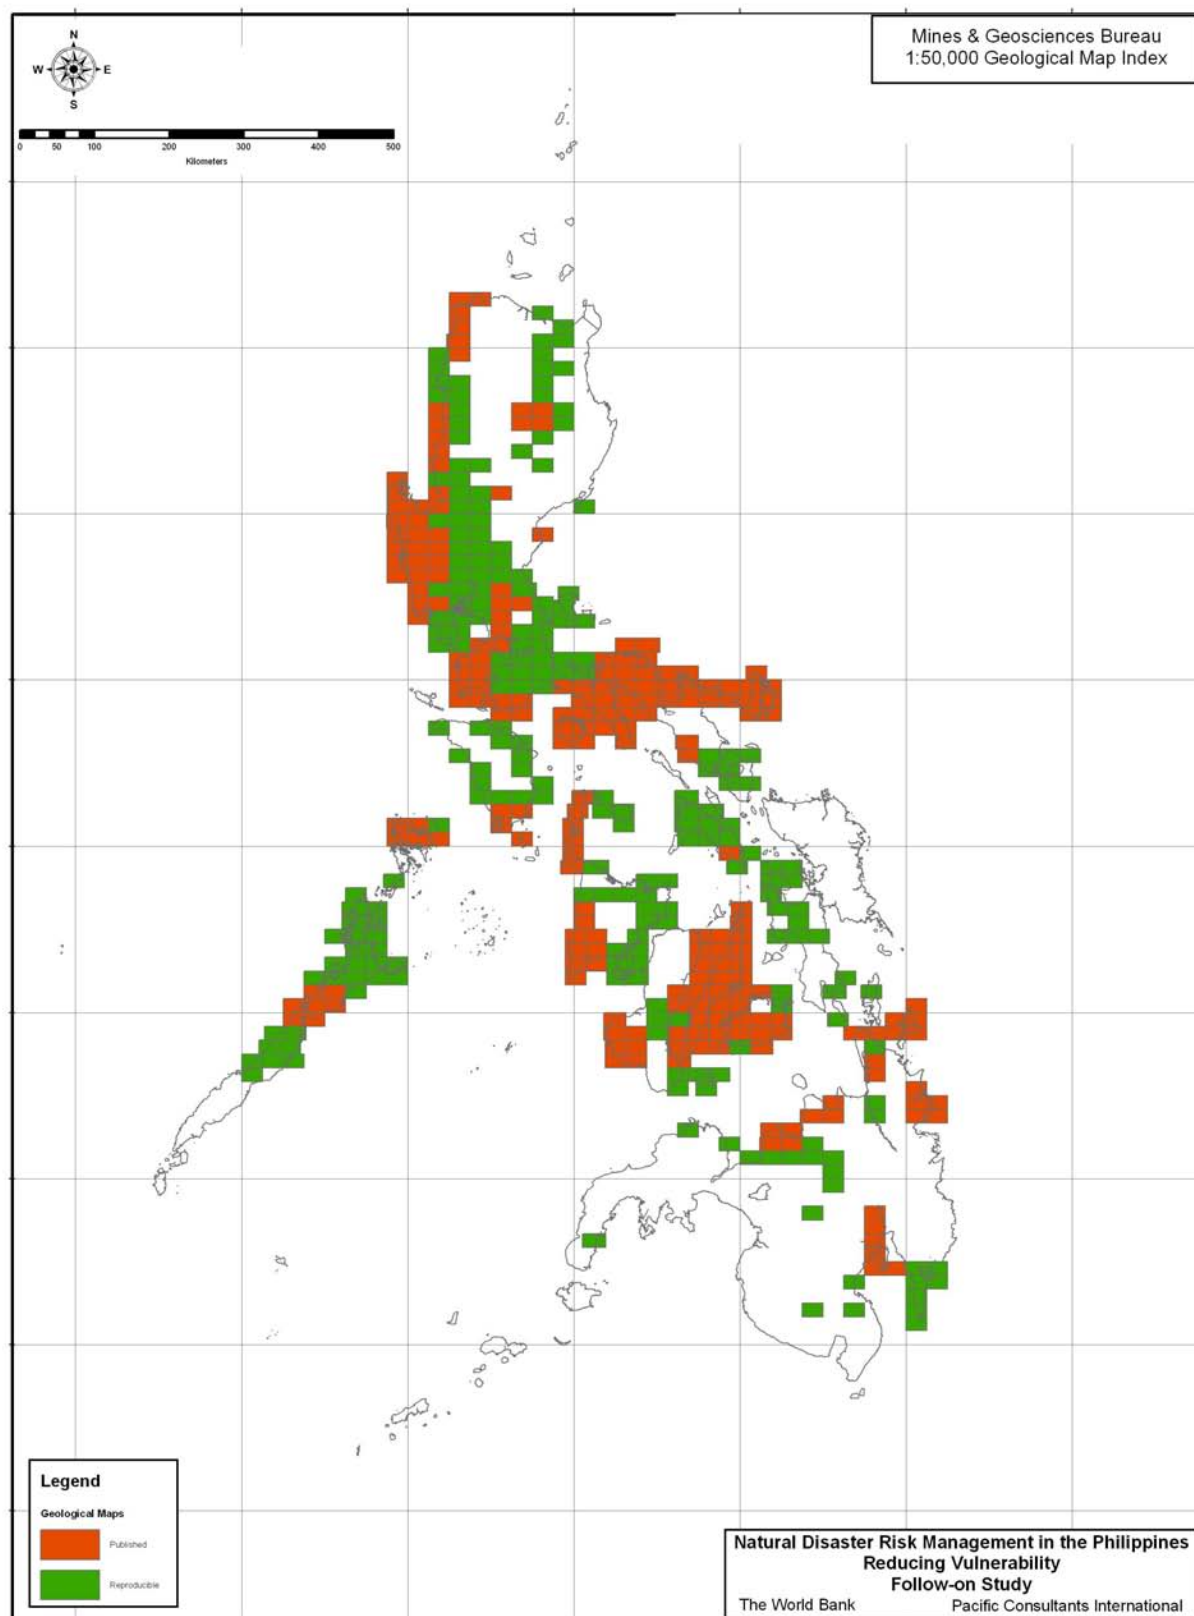 Mines & Geosciences Bureau
1:50,000 Geological Map Index
N
W E
S
0 50 100 200 300 400 500
Kilometers
Legend
Geological Maps
Published
Reproducible
Natural Disaster Risk Management in the Philippines
Reducing Vulnerability
Follow-on Study
The World Bank Pacific Consultants International